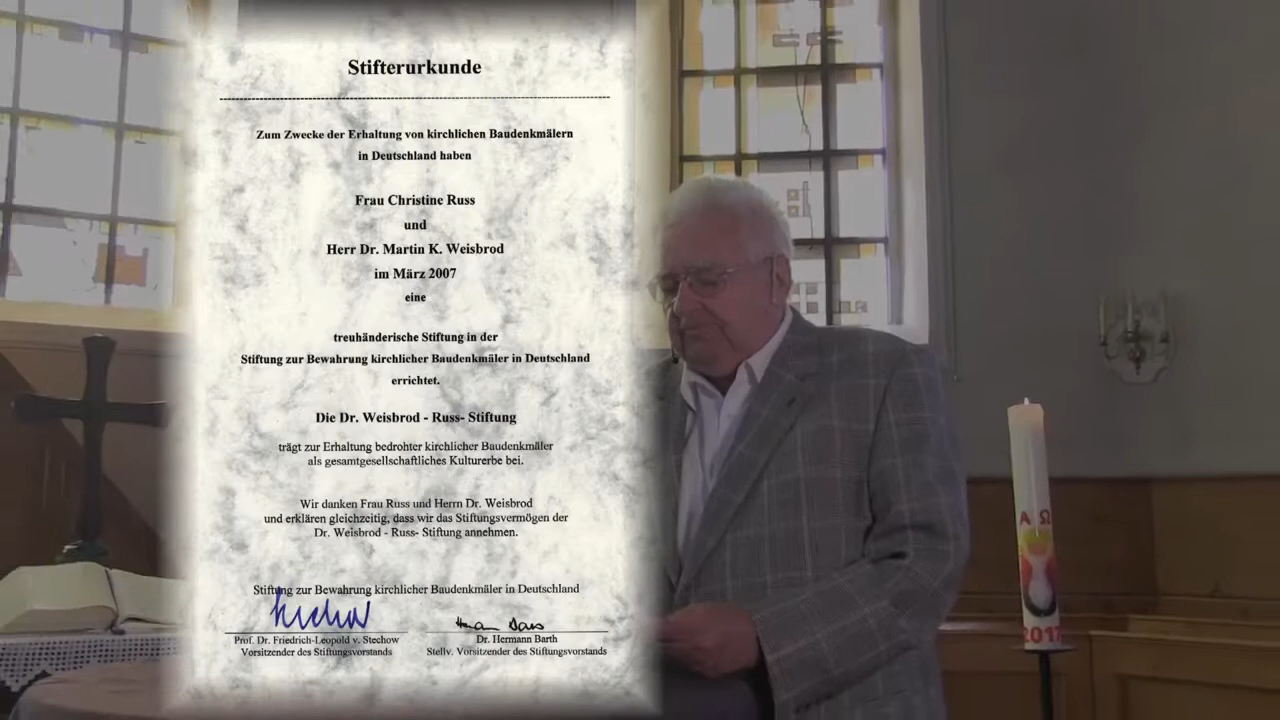 Stifterurkunde
Zum Zwecke der Erhaltung von kirchlichen Baudenkmälern
in Deutschland haben
Frau Christine Russ
und
Herr Dr. Martin K. Weisbrod
im März 2007
eine
treuhänderische Stiftung in der
Stiftung zur Bewahrung kirchlicher Baudenkmäler in Deutschland
errichtet.
Die Dr. Weisbrod - Russ- Stiftung
trägt zur Erhaltung bedrohter kirchlicher Baudenkmäler
als gesamtgesellschaftliches Kulturerbe bei.
Wir danken Frau Russ und Herrn Dr. Weisbrod
und erklären gleichzeitig, dass wir das Stiftungsvermögen der
Dr. Weisbrod - Russ- Stiftung annehmen.
Stiftung zur Bewahrung kirchlicher Baudenkmäler in Deutschland
Prof. Dr. Friedrich-Leopold v. Stechow
Vorsitzender des Stiftungsvorstands
Dr. Hermann Barth
Stellv. Vorsitzender des Stiftungsvorstands
Α Ω
2017